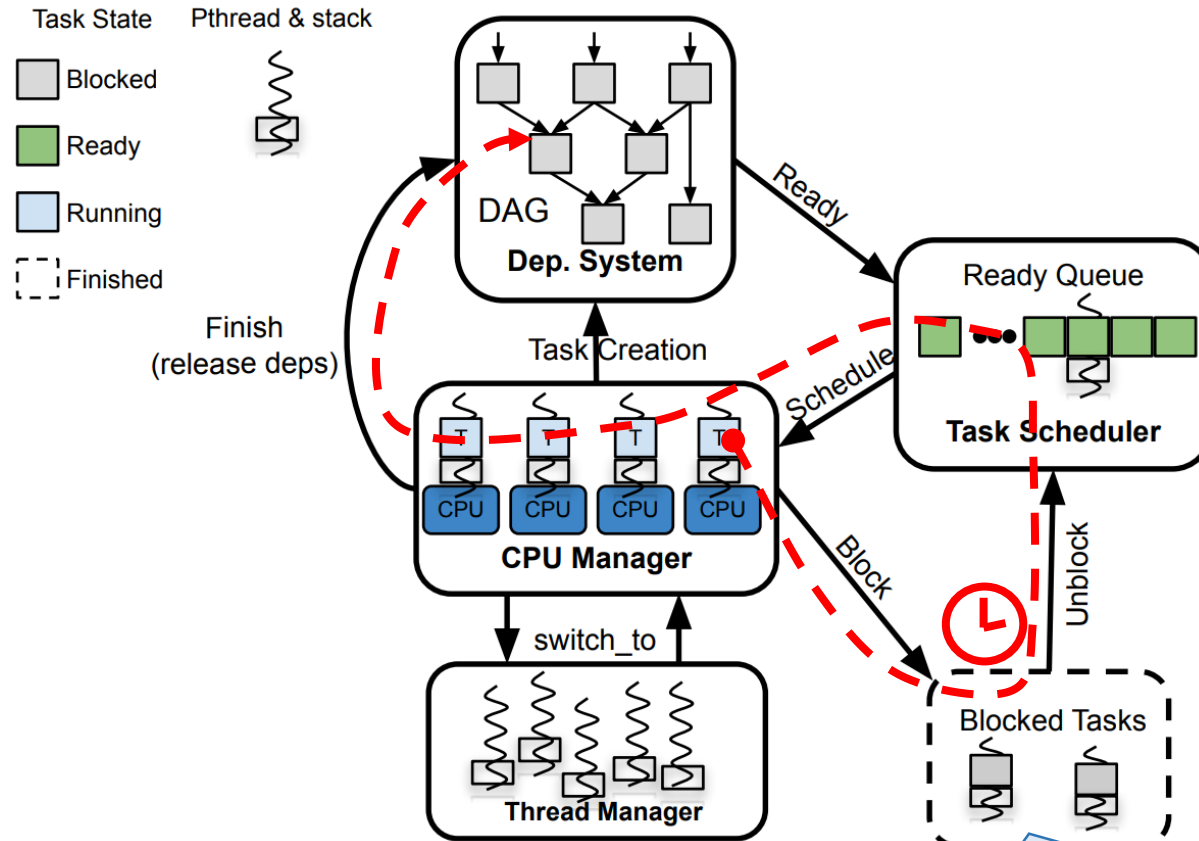 Task State
Pthread & stack
Blocked
Ready
Running
Finished
DAG
Dep. System
Ready
Ready Queue
Task Scheduler
Finish
(release deps)
Task Creation
Schedule
T
T
T
T
CPU
CPU
CPU
CPU
CPU Manager
Block
Unblock
switch_to
Thread Manager
Blocked Tasks